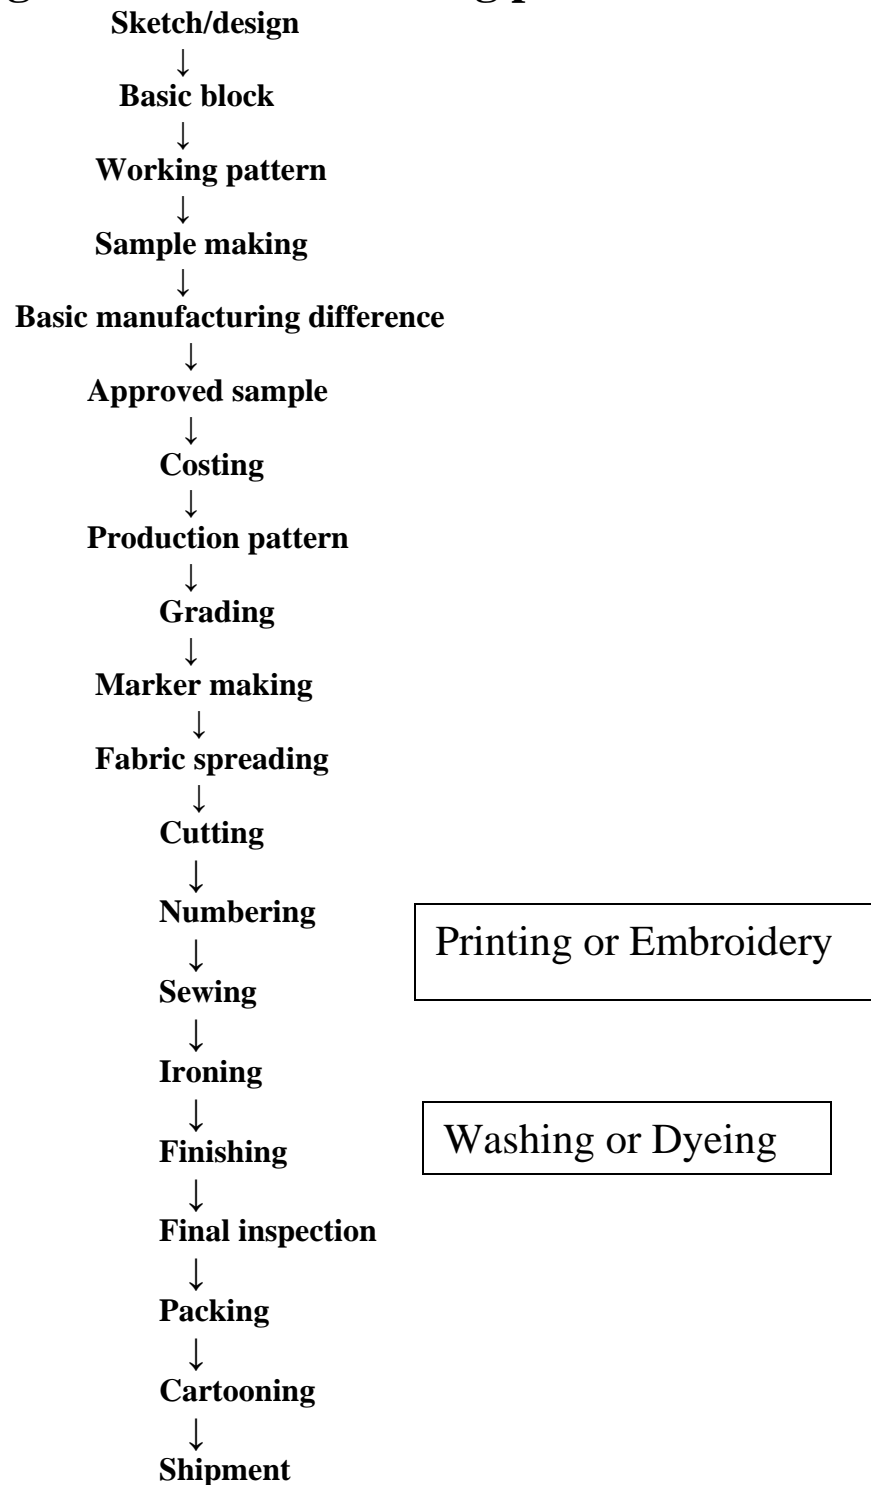 Sketch/design
↓
Basic block
↓
Working pattern
↓
Sample making
↓
Basic manufacturing difference
↓
Approved sample
↓
Costing
↓
Production pattern
↓
Grading
↓
Marker making
↓
Fabric spreading
↓
Cutting
↓
Numbering
Printing or Embroidery
↓
Sewing
↓
Ironing
↓
Finishing
Washing or Dyeing
↓
Final inspection
↓
Packing
↓
Cartooning
↓
Shipment